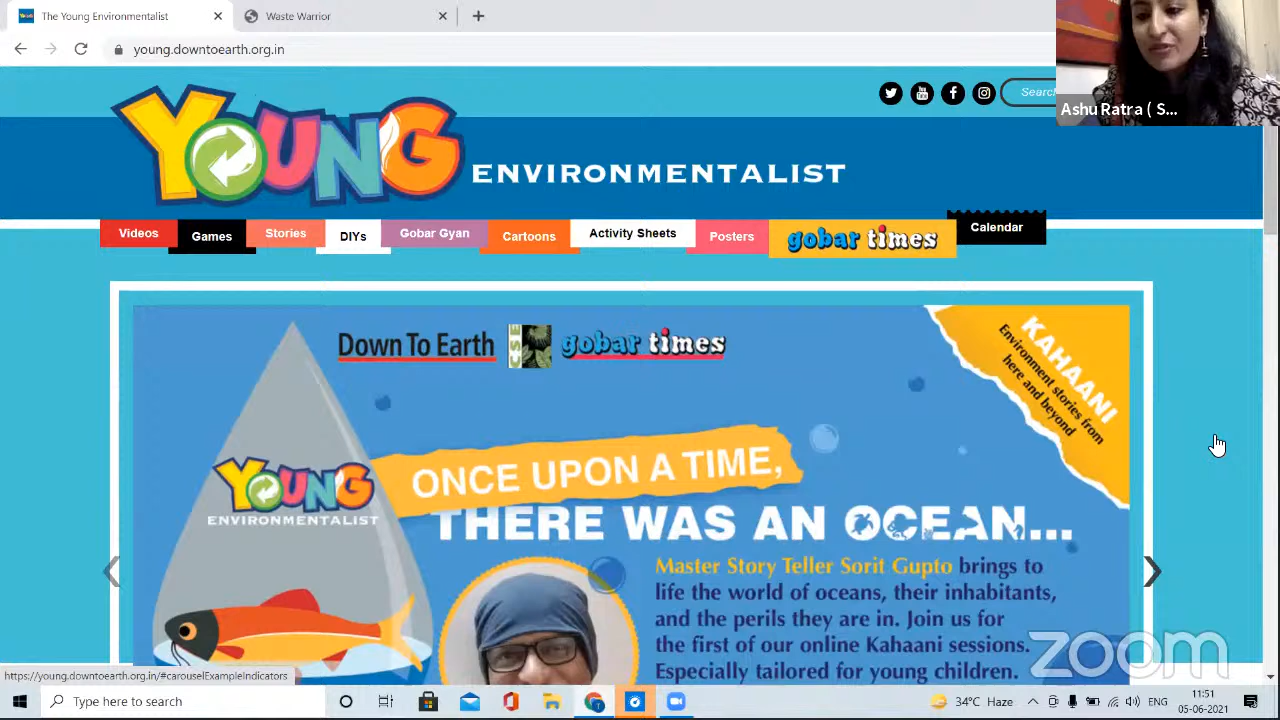 The Young Environmentalist
Waste Warrior
young.downtoearth.org.in
Ashu Ratra ( S...
Search
YOUNG
ENVIRONMENTALIST
Videos
Games
Stories
DIYs
Gobar Gyan
Cartoons
Activity Sheets
Posters
gobar times
Calendar
Down To Earth
CSE
gobar times
KAHAANI
Environment stories from
here and beyond
YOUNG
ENVIRONMENTALIST
ONCE UPON A TIME,
THERE WAS AN OCEAN...
Master Story Teller Sorit Gupto brings to
life the world of oceans, their inhabitants,
and the perils they are in. Join us for
the first of our online Kahaani sessions.
Especially tailored for young children.
zoom
https://young.downtoearth.org.in/#carouselExampleIndicators
Type here to search
34°C Haze
ENG
11:51
05-06-2021